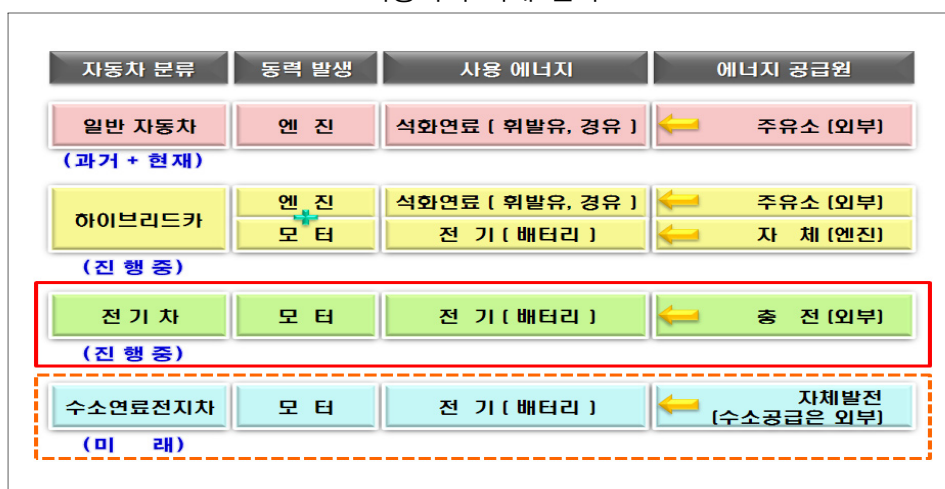 자동차 분류 동력 발생 사용 에너지 에너지 공급원
일반 자동차 엔 진 석화연료 ( 휘발유, 경유 ) 주유소 (외부)
(과거 + 현재)
하이브리드카
엔 진 석화연료 ( 휘발유, 경유 ) 주유소 (외부)
모 터 전 기 ( 배터리 ) 자 체 (엔진)
(진 행 중)
전 기 차 모 터 전 기 ( 배터리 ) 충 전 (외부)
(진 행 중)
수소연료전지차 모 터 전 기 ( 배터리 ) 자체발전
(수소공급은 외부)
(미 래)